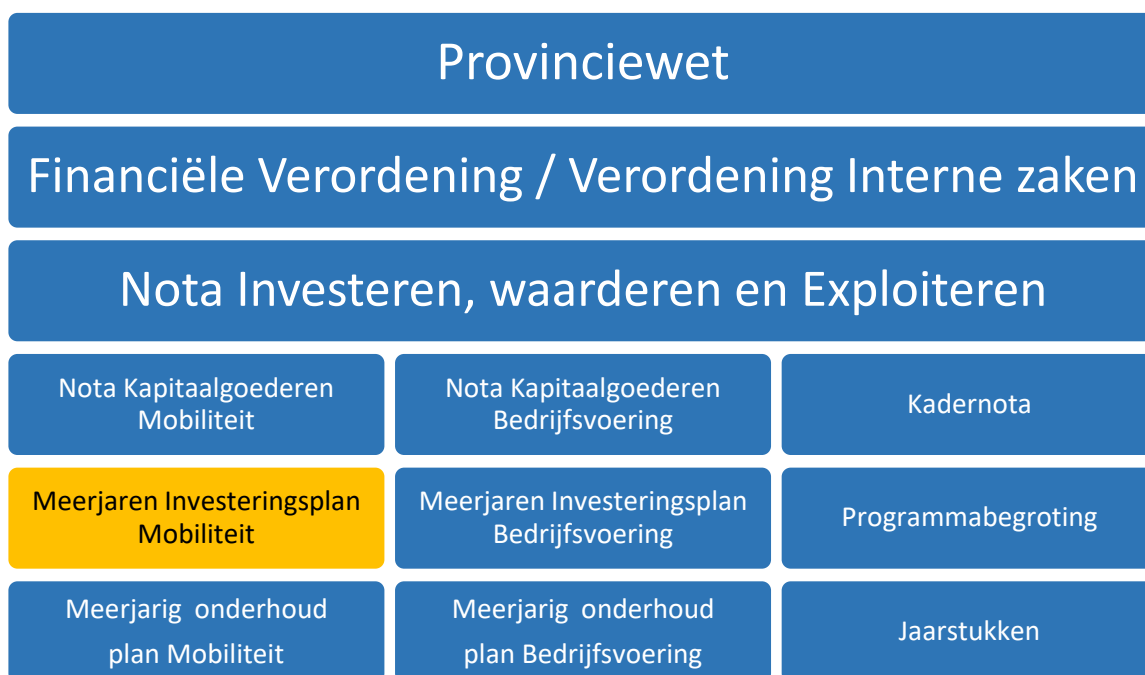 Provinciewet
Financiële Verordening / Verordening Interne zaken
Nota Investeren, waarderen en Exploiteren
Nota Kapitaalgoederen
Mobiliteit
Nota Kapitaalgoederen
Bedrijfsvoering
Kadernota
Meerjaren Investeringsplan
Mobiliteit
Meerjaren Investeringsplan
Bedrijfsvoering
Programmabegroting
Meerjarig onderhoud
plan Mobiliteit
Meerjarig onderhoud
plan Bedrijfsvoering
Jaarstukken